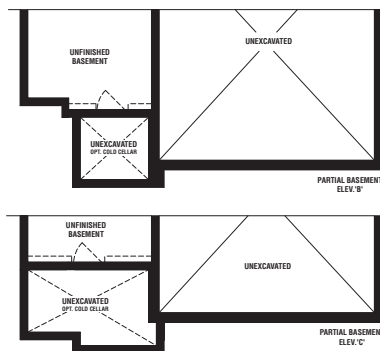 UNFINISHED
BASEMENT
UNEXCAVATED
UNEXCAVATED
OPT. COLD CELLAR
PARTIAL BASEMENT
ELEV.'B'
UNFINISHED
BASEMENT
UNEXCAVATED
UNEXCAVATED
OPT. COLD CELLAR
PARTIAL BASEMENT
ELEV.'C'